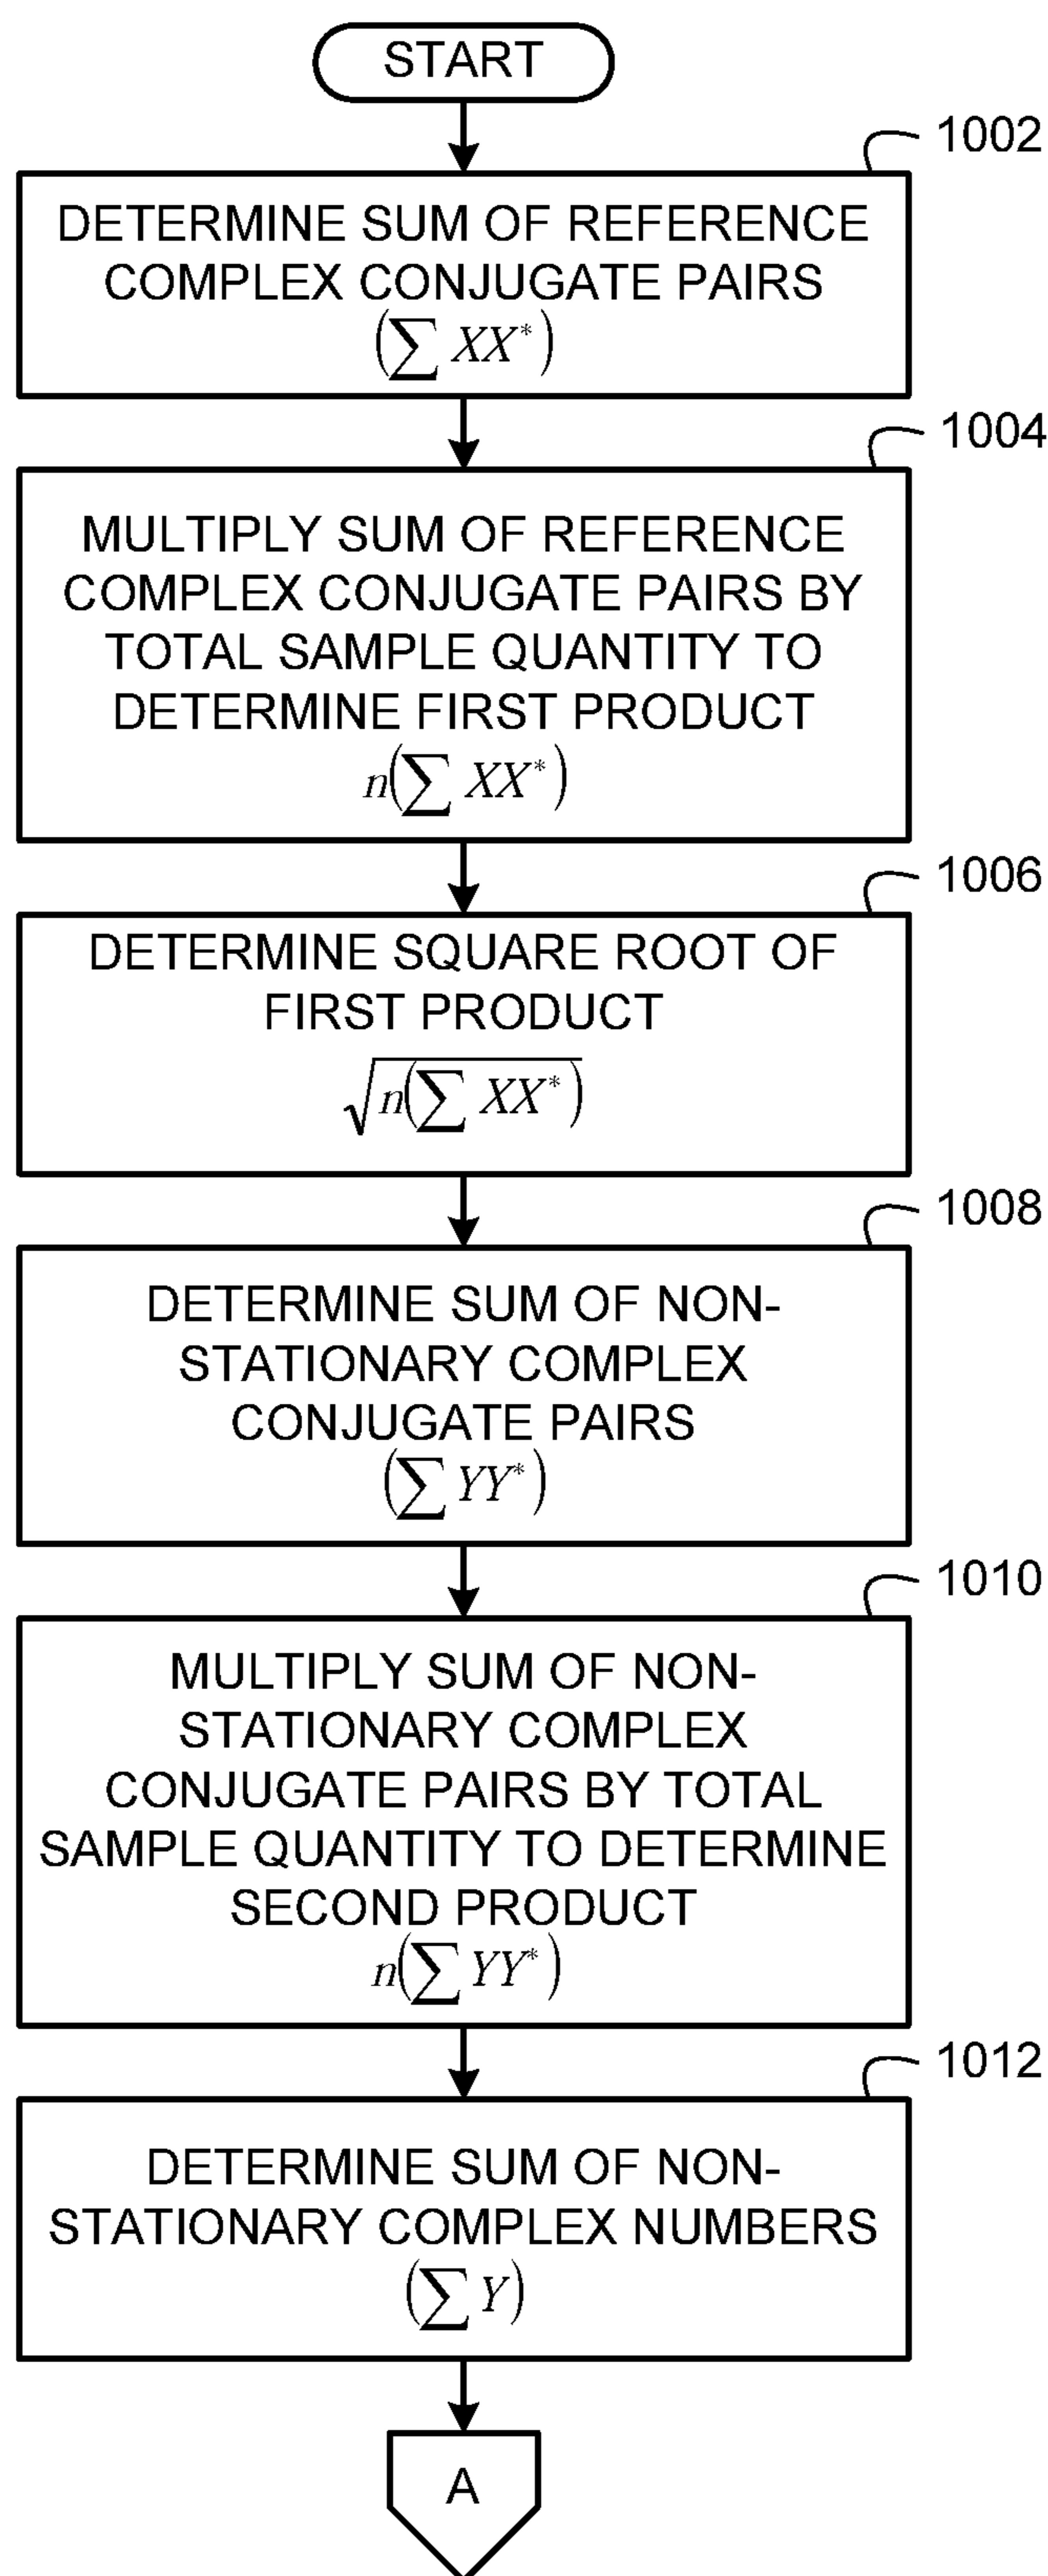 START
1002
DETERMINE SUM OF REFERENCE
COMPLEX CONJUGATE PAIRS
(∑ XX*)
1004
MULTIPLY SUM OF REFERENCE
COMPLEX CONJUGATE PAIRS BY
TOTAL SAMPLE QUANTITY TO
DETERMINE FIRST PRODUCT
n(∑ XX*)
1006
DETERMINE SQUARE ROOT OF
FIRST PRODUCT
√n(∑ XX*)
1008
DETERMINE SUM OF NON-
STATIONARY COMPLEX
CONJUGATE PAIRS
(∑ YY*)
1010
MULTIPLY SUM OF NON-
STATIONARY COMPLEX
CONJUGATE PAIRS BY TOTAL
SAMPLE QUANTITY TO DETERMINE
SECOND PRODUCT
n(∑ YY*)
1012
DETERMINE SUM OF NON-
STATIONARY COMPLEX NUMBERS
(∑ Y)
A